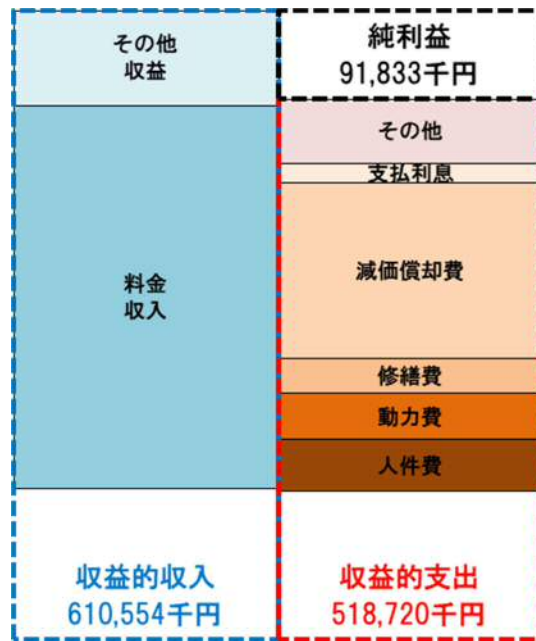 その他
収益
料金
収入
収益的収入
610,554千円
純利益
91,833千円
その他
支払利息
減価償却費
修繕費
動力費
人件費
収益的支出
518,720千円